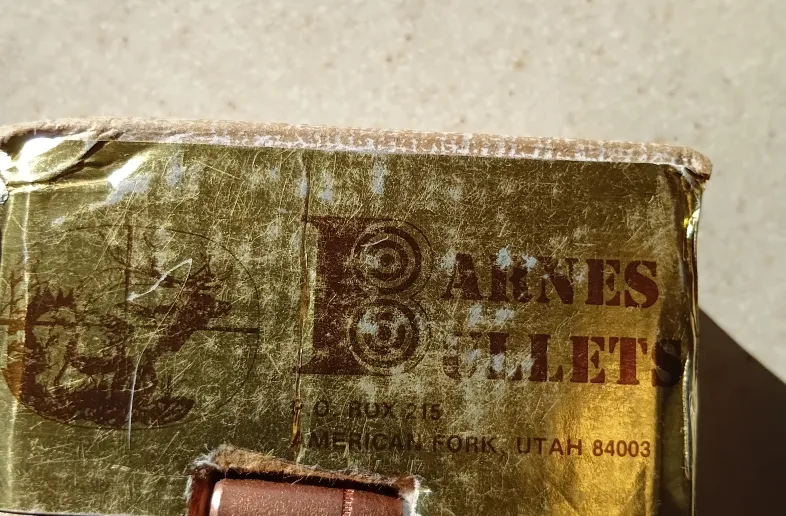 BARNES
BULLETS
P.O. BOX 215
AMERICAN FORK, UTAH 84003